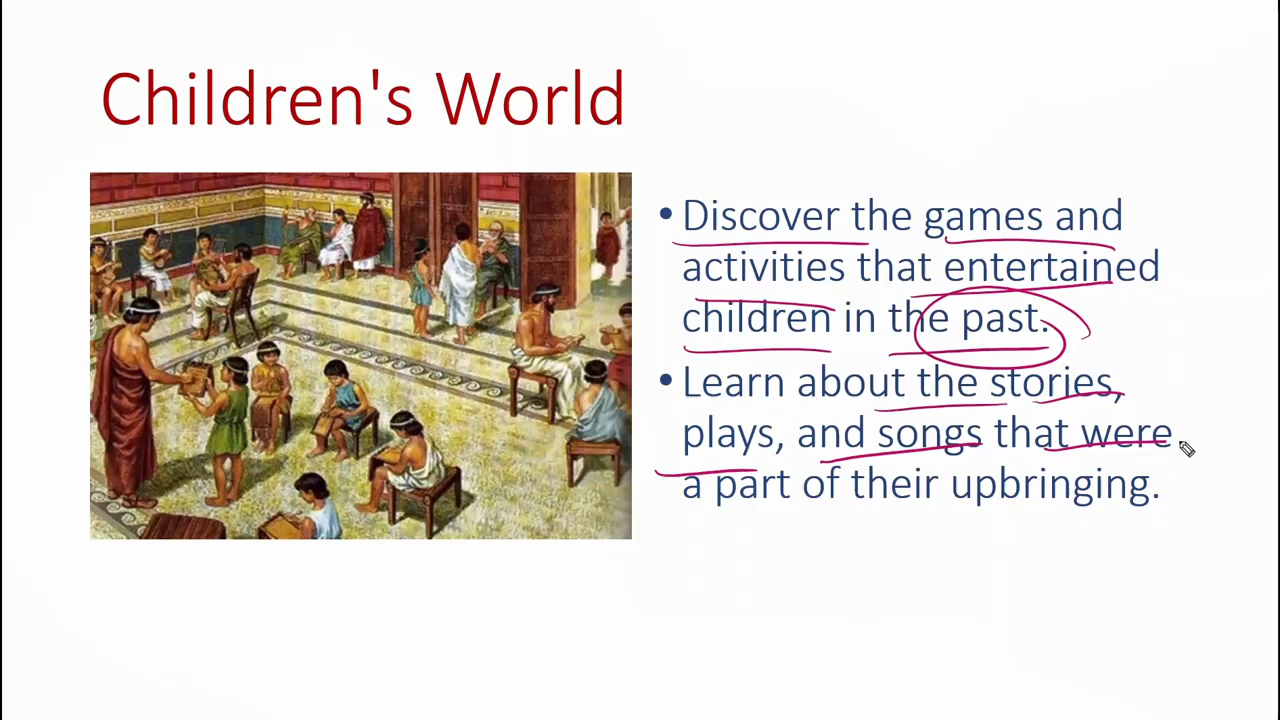 Children's World
• Discover the games and
activities that entertained
children in the past.
• Learn about the stories,
plays, and songs that were
a part of their upbringing.